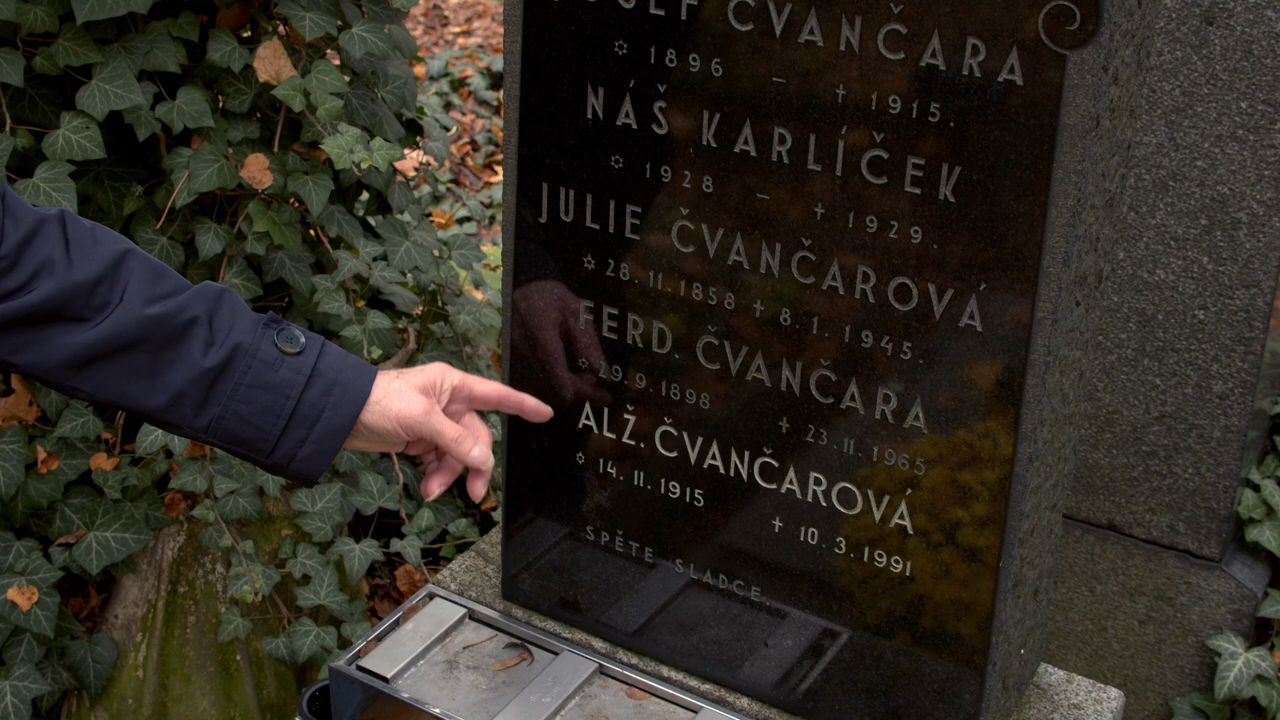 ČVANČARA
✡ 1896 – † 1915.
NÁŠ KARLÍČEK
✡ 1928 – † 1929.
JULIE ČVANČAROVÁ
✡ 28.11.1858 † 8.1.1945.
FERD. ČVANČARA
✡ 29.9.1898 † 23.11.1965
ALŽ. ČVANČAROVÁ
✡ 14.11.1915 † 10.3.1991
SPĚTE SLADCE.